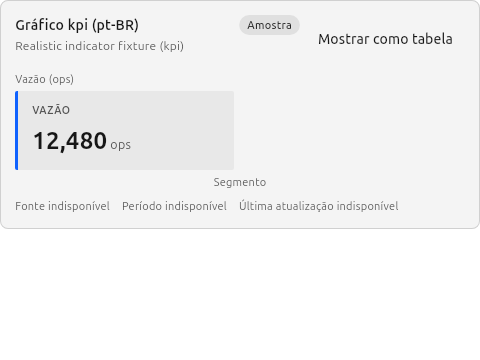 Gráfico kpi (pt-BR)
Amostra
Mostrar como tabela
Realistic indicator fixture (kpi)
Vazão (ops)
VAZÃO
12,480 ops
Segmento
Fonte indisponível Período indisponível Última atualização indisponível